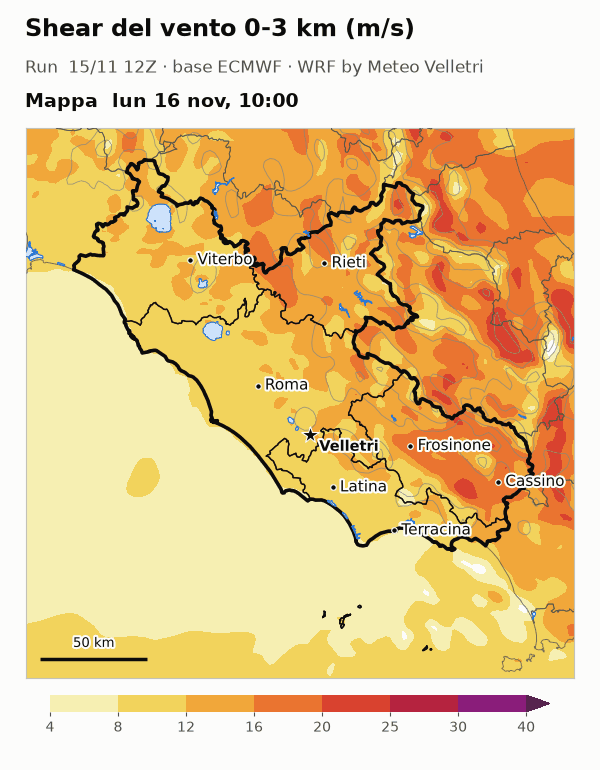 Shear del vento 0-3 km (m/s)
Run  15/11 12Z · base ECMWF · WRF by Meteo Velletri
Mappa  lun 16 nov, 10:00
Viterbo
Rieti
Roma
Velletri
Frosinone
Cassino
Latina
Terracina
50 km
4 8 12 16 20 25 30 40